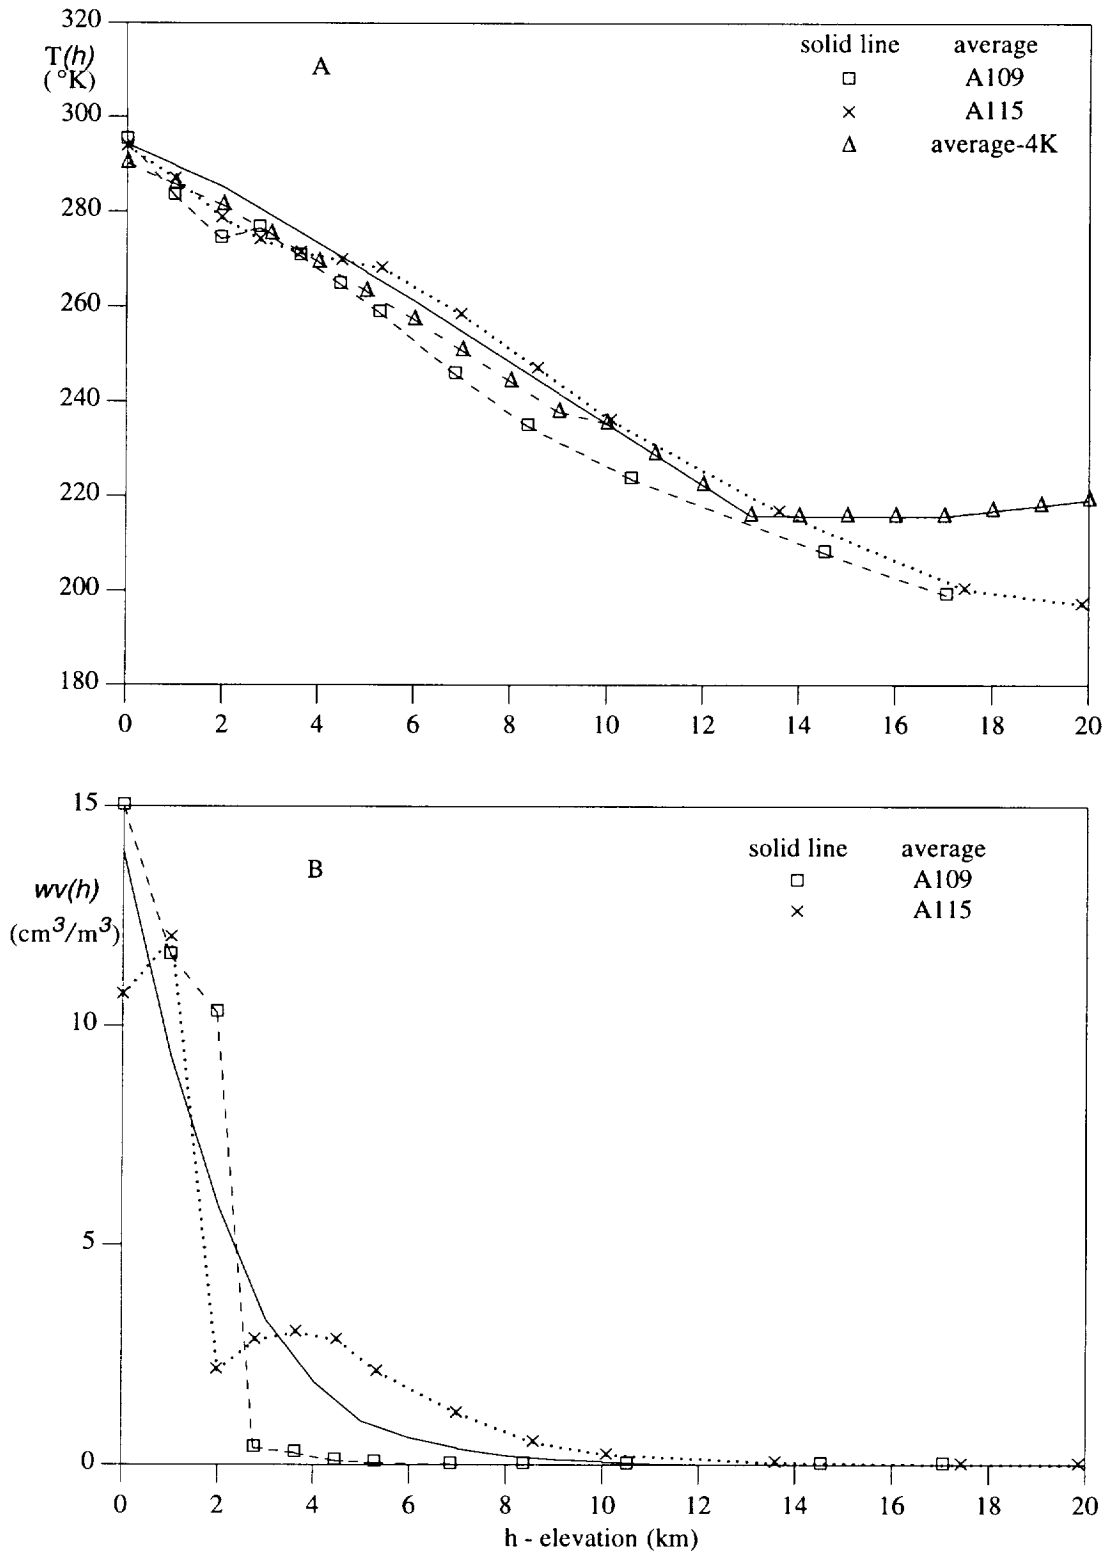 320
T(h)
(°K)
A
solid line average
A109
A115
average-4K
300
280
260
240
220
200
180
0 2 4 6 8 10 12 14 16 18 20
15
wv(h)
(cm³/m³)
B
solid line average
A109
A115
10
5
0
0 2 4 6 8 10 12 14 16 18 20
h - elevation (km)